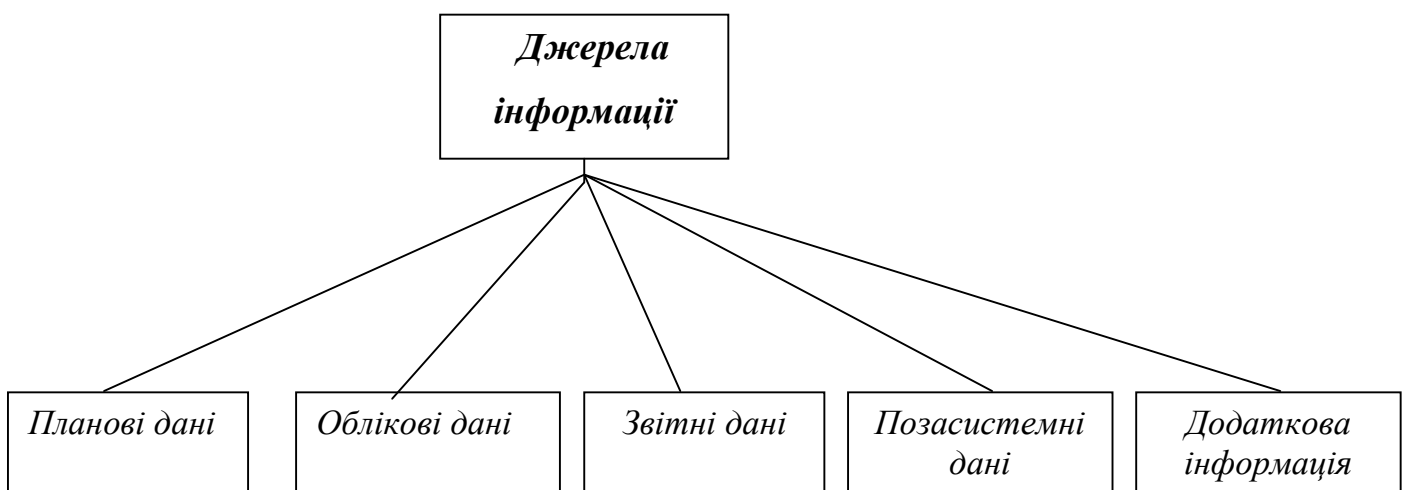 Джерела
інформації
Планові дані
Облікові дані
Звітні дані
Позасистемні
дані
Додаткова
інформація